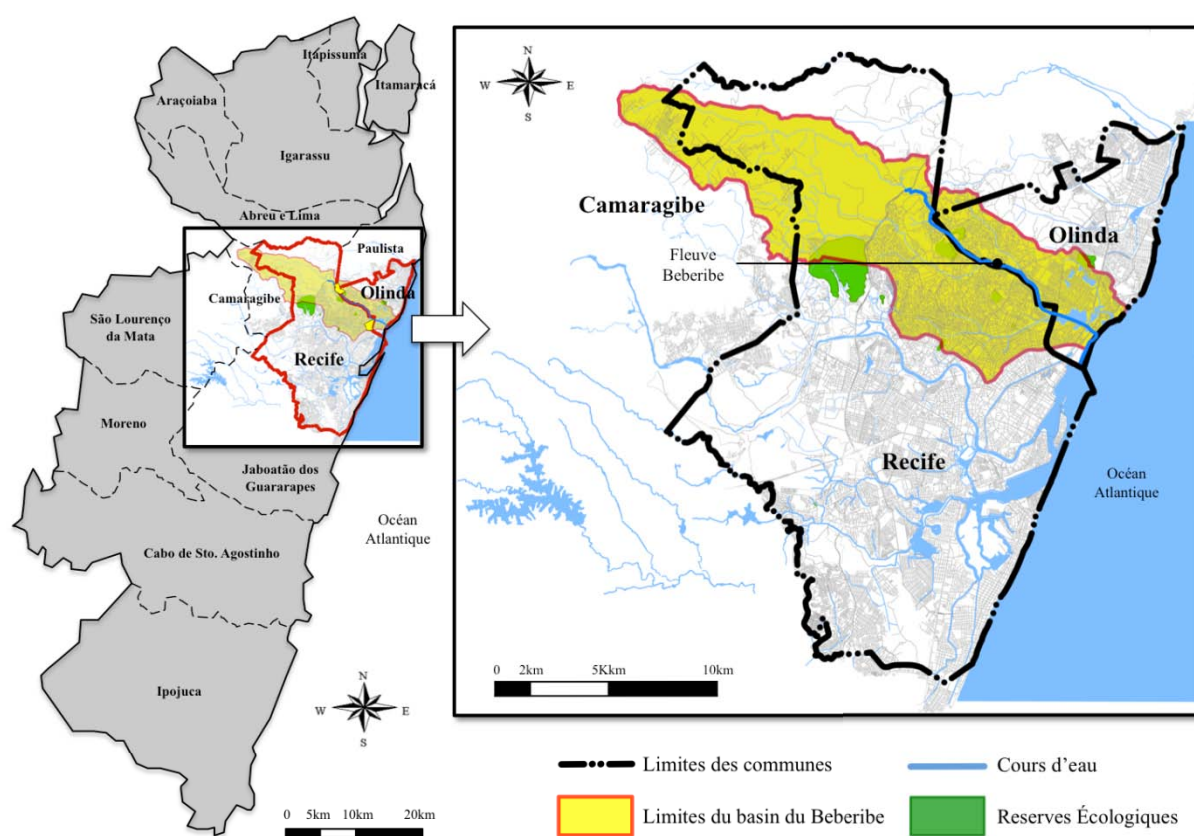 Itapissuma
Itamaracá
Araçoiaba
Igarassu
Abreu e Lima
Paulista
Camaragibe
Olinda
São Lourenço
da Mata
Recife
Moreno
Jaboatão dos
Guararapes
Océan
Atlantique
Cabo de Sto. Agostinho
Ipojuca
N
W E
S
0 5km 10km 20km
N
W E
S
Camaragibe
Olinda
Fleuve
Beberibe
Recife
Océan
Atlantique
0 2km 5Km 10km
Limites des communes
Cours d’eau
Limites du basin du Beberibe
Reserves Écologiques